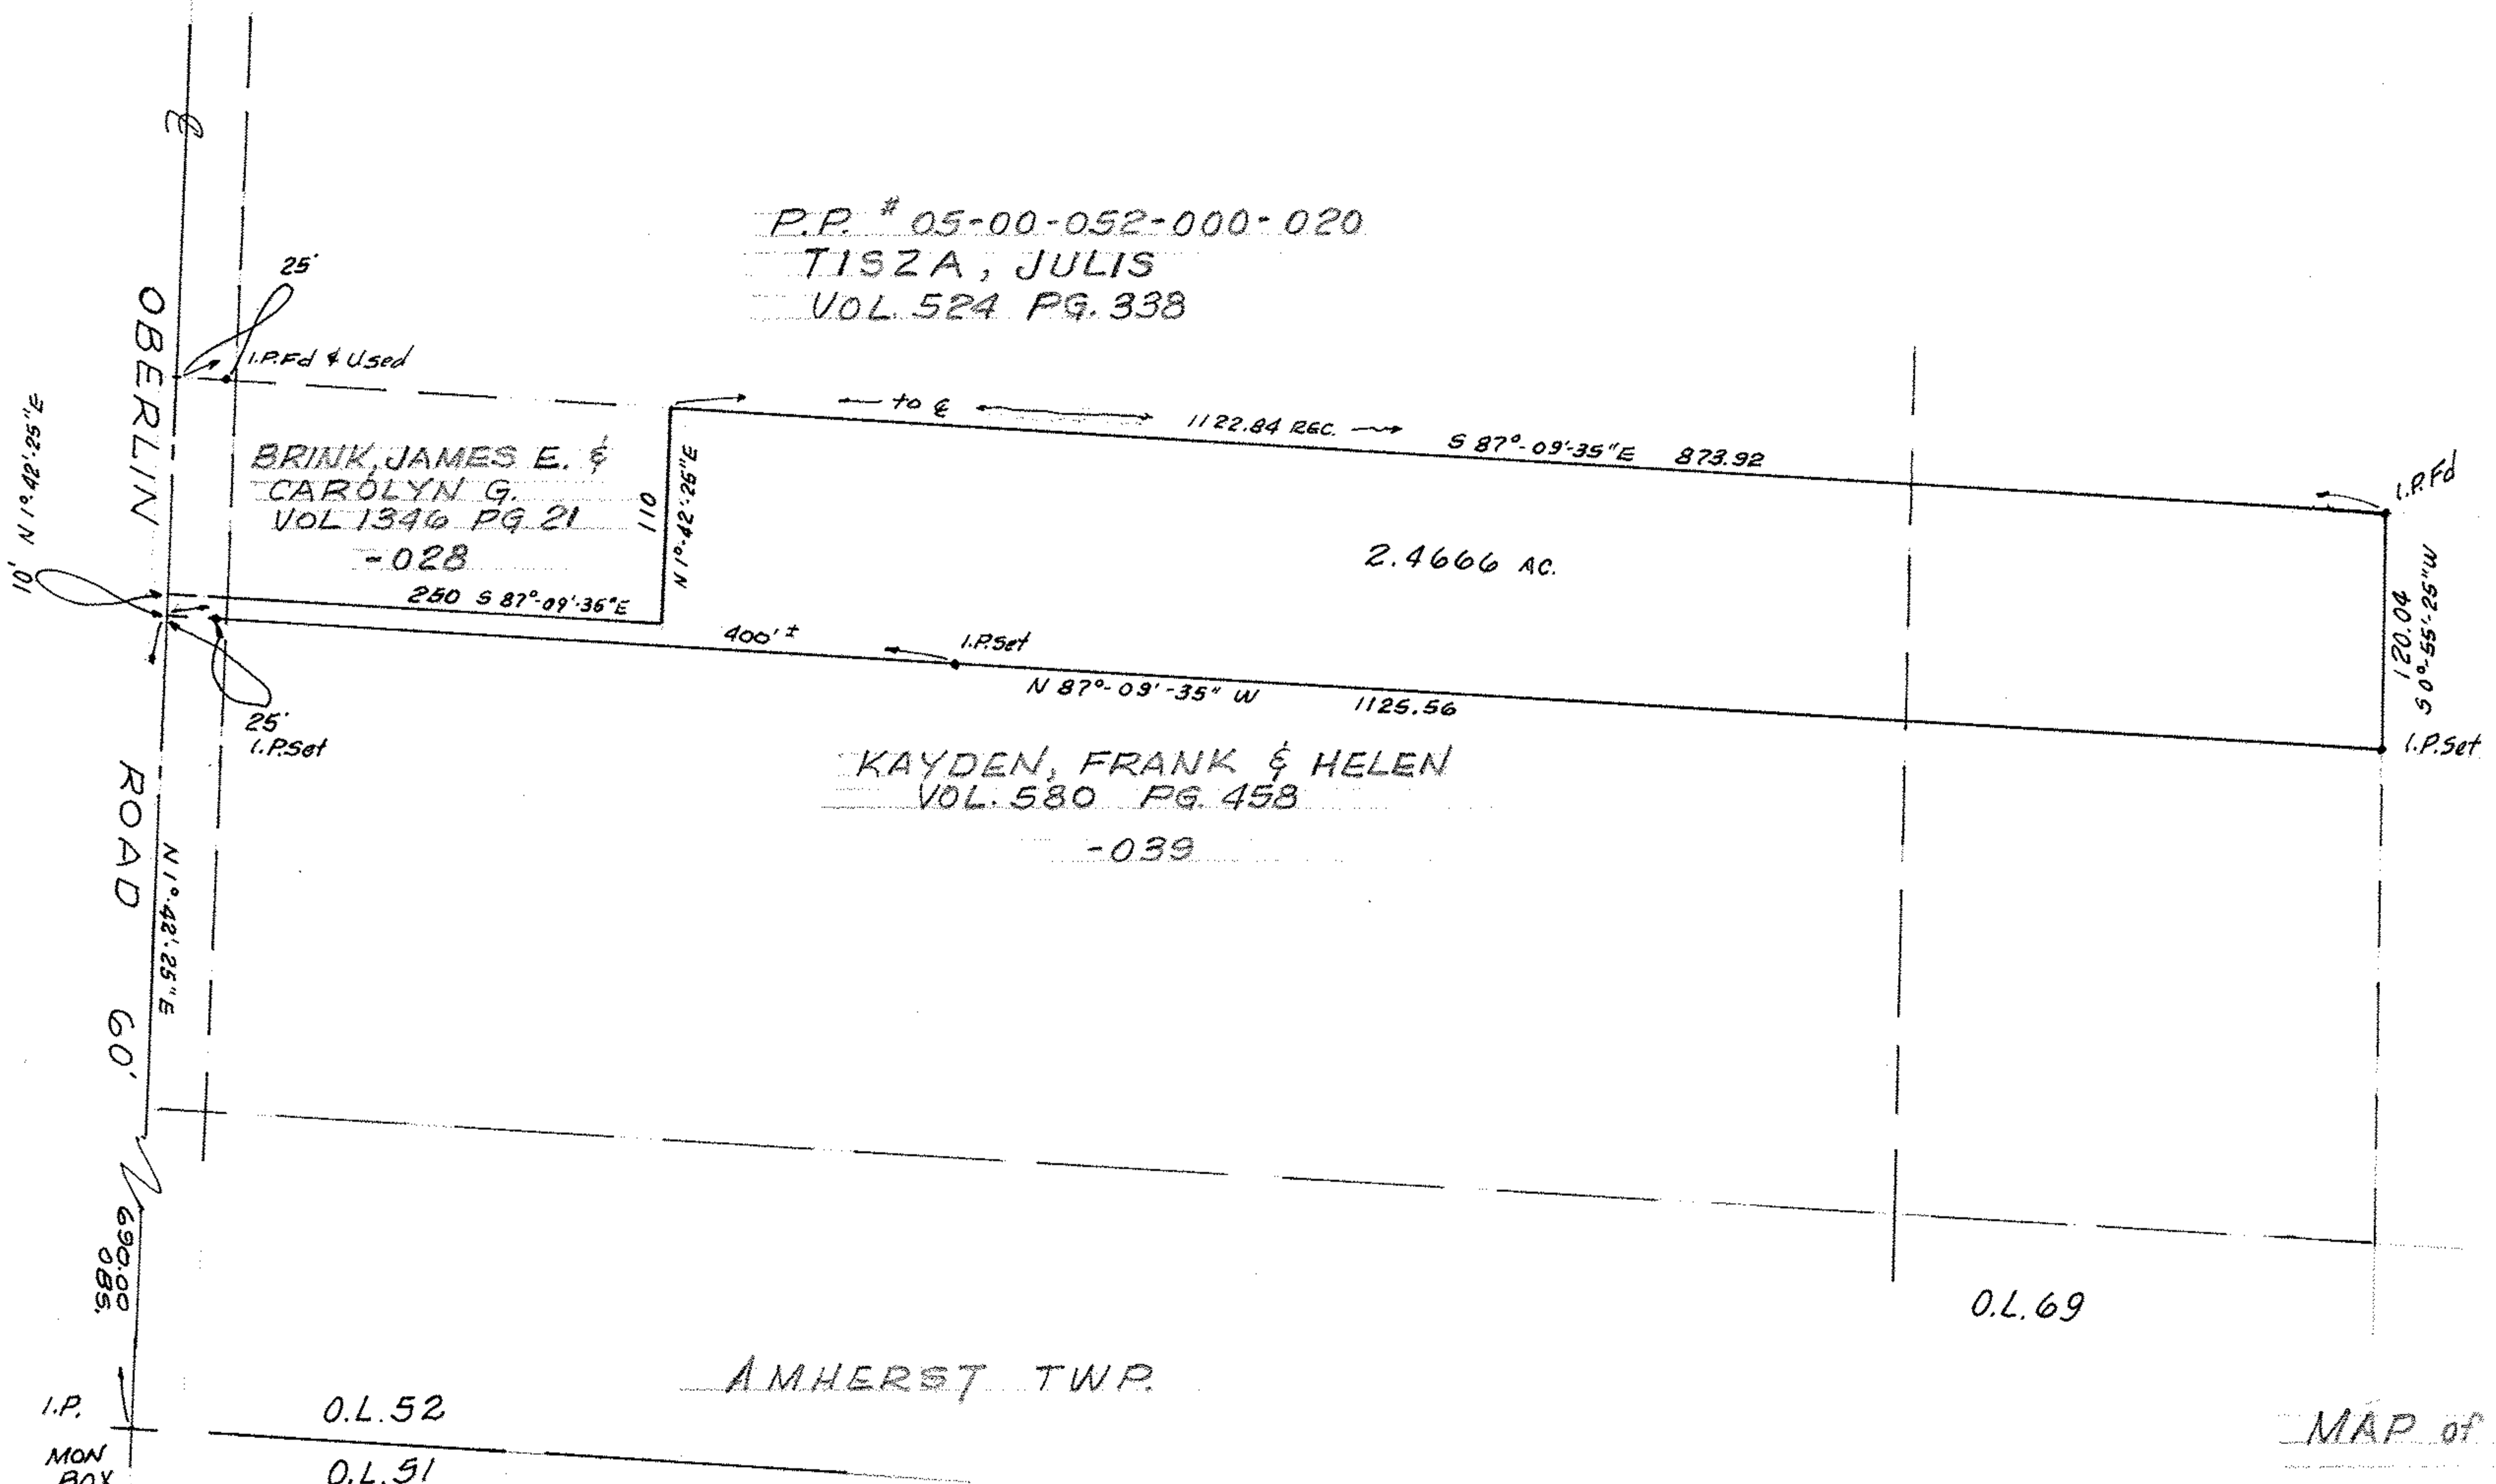 ℄
P.P. # 05-00-052-000-020
TISZA, JULIS
VOL. 524 PG. 338
25'
I.P.Fd & Used
OBERLIN
ROAD
60'
← to ℄
1122.84 REC. →
S 87°-09'-35"E 873.92
I.P.Fd
BRINK, JAMES E. &
CAROLYN G.
VOL 1346 PG. 21
-028
110
N 1°-42'-25"E
N 1°-42'-25"E
10'
250 S 87°-09'-35"E
2.4666 AC.
120.04
S 0°-55'-25"W
400'±
I.P.Set
N 87°-09'-35" W 1125.56
25'
I.P.Set
I.P.Set
KAYDEN, FRANK & HELEN
VOL. 580 PG. 458
-039
N 1°-42'-25"E
690.00
OBS.
O.L.69
AMHERST TWP.
I.P.
MON
BOX
O.L.52
O.L.51
MAP of